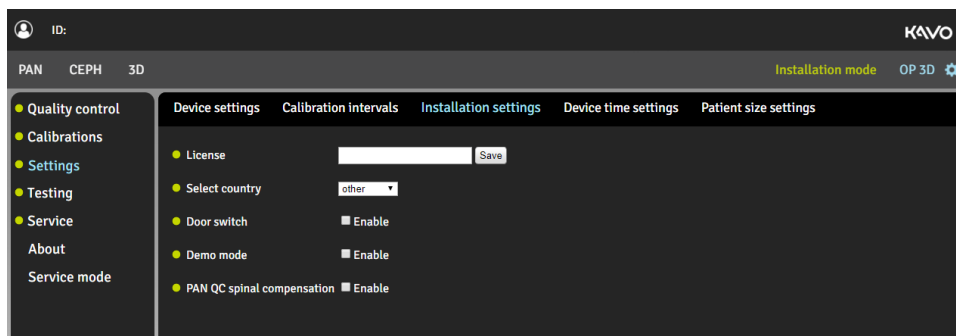 ID:
KAVO
PAN CEPH 3D Installation mode OP 3D
Quality control
Calibrations
Settings
Testing
Service
About
Service mode
Device settings Calibration intervals Installation settings Device time settings Patient size settings
License Save
Select country other
Door switch Enable
Demo mode Enable
PAN QC spinal compensation Enable